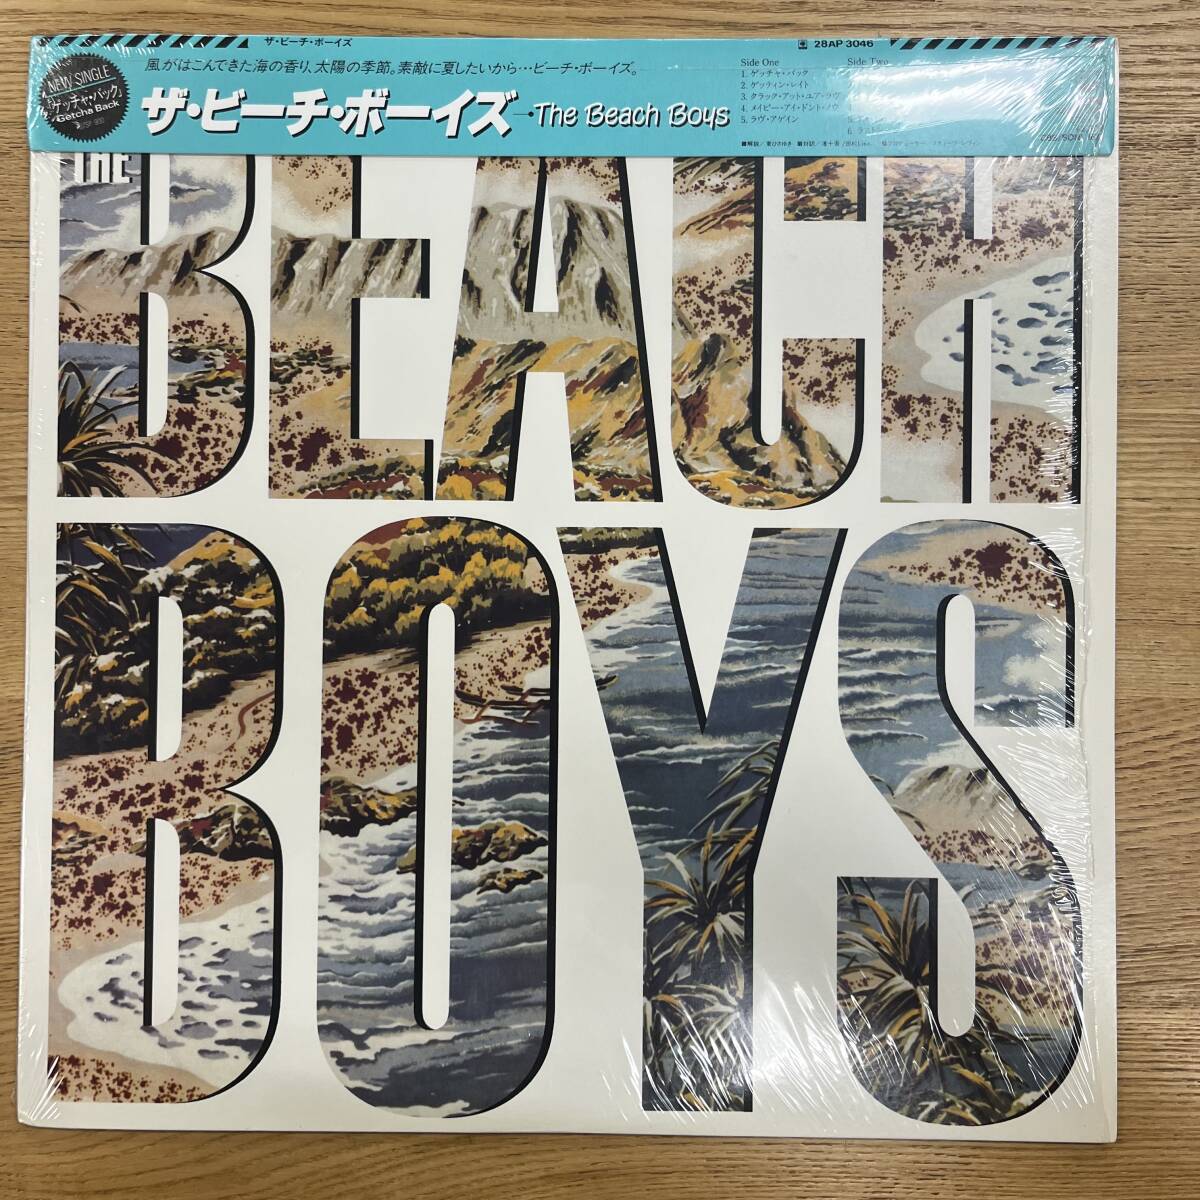 ザ・ビーチ・ボーイズ
28AP 3046
風がはこんできた海の香り、太陽の季節。素敵に夏したいから…ビーチ・ボーイズ。
NEW SINGLE
「ゲッチャ・バック」
Getcha Back
ザ・ビーチ・ボーイズ
The Beach Boys
Side One
1. ゲッチャ・バック
2. ゲッティン・レイト
3. クラック・アット・ユア・ラヴ
4. メイビー・アイ・ドント・ノウ
5. ラヴ・アゲイン
Side Two
THE
BEACH
BOYS